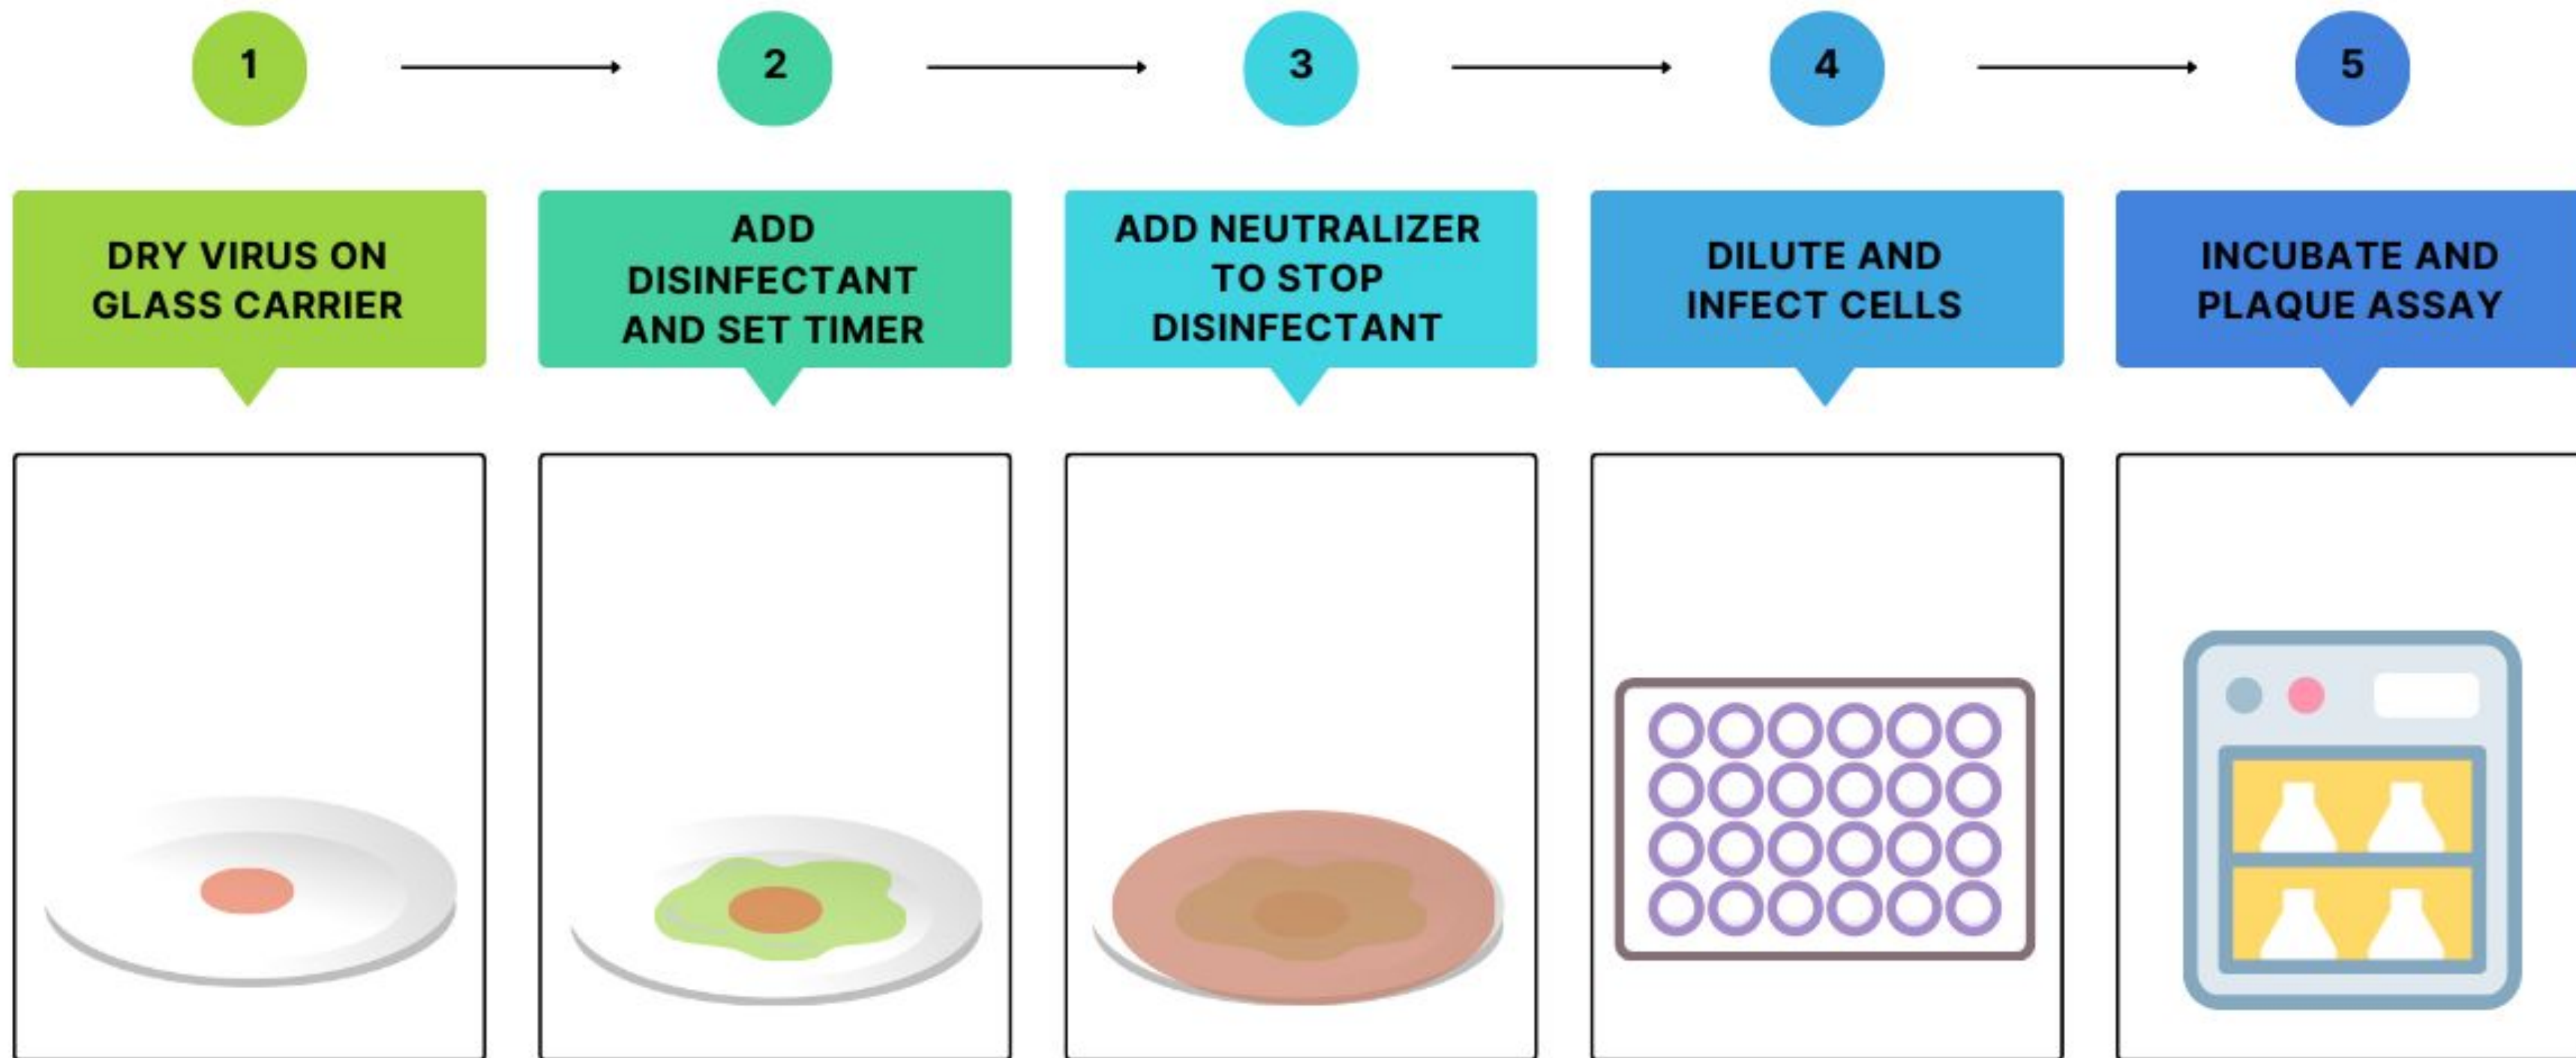 1
2
3
4
5
DRY VIRUS ON
GLASS CARRIER
ADD
DISINFECTANT
AND SET TIMER
ADD NEUTRALIZER
TO STOP
DISINFECTANT
DILUTE AND
INFECT CELLS
INCUBATE AND
PLAQUE ASSAY